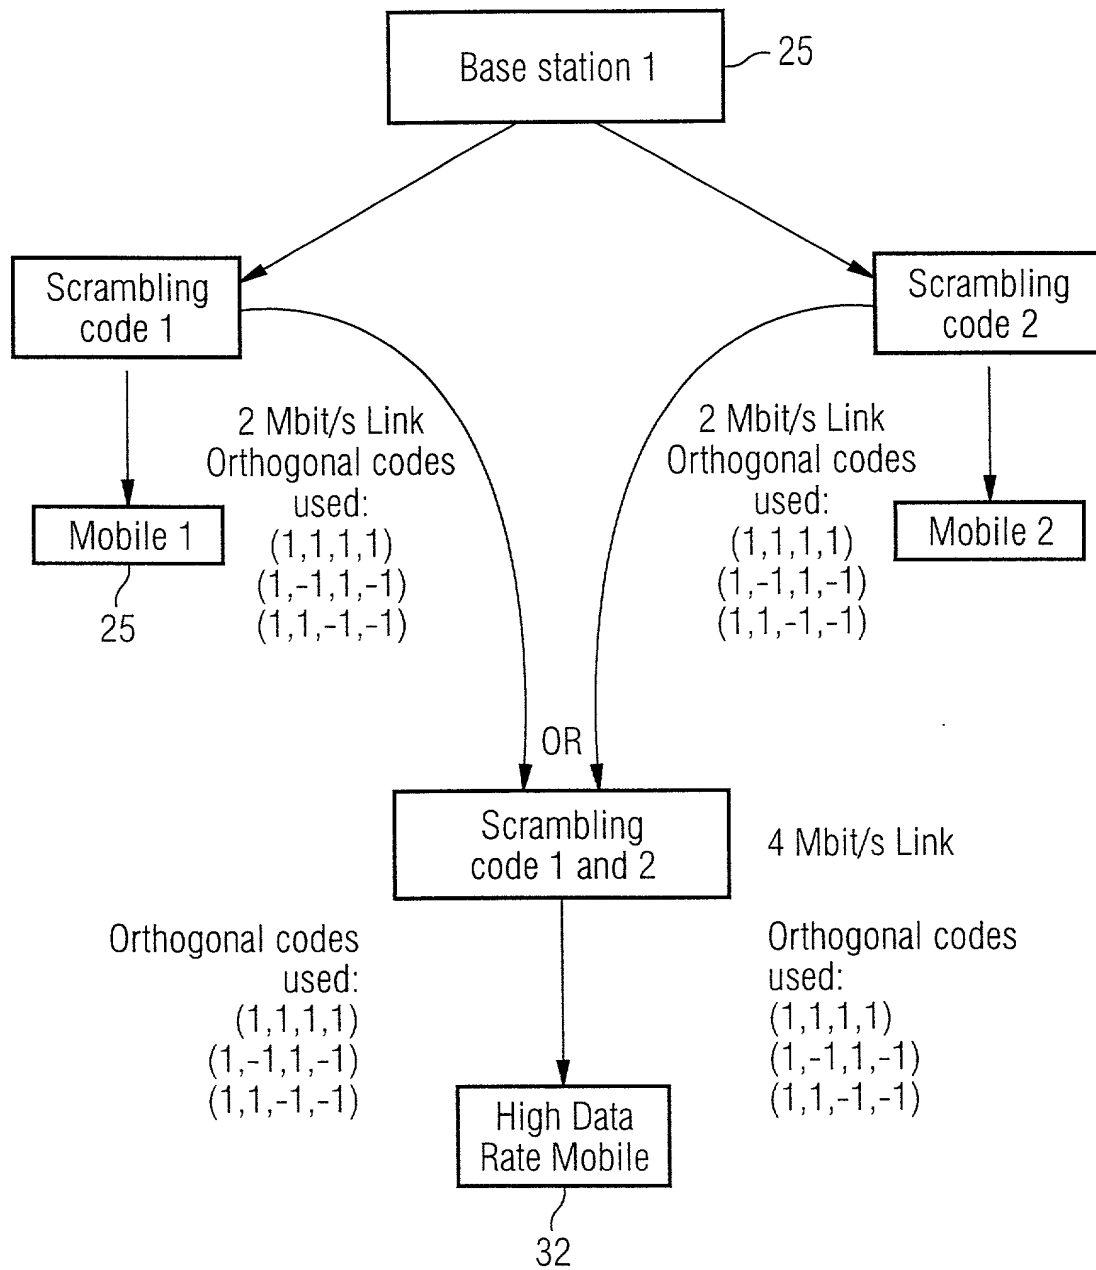 Base station 1
25
Scrambling
code 1
Scrambling
code 2
2 Mbit/s Link
Orthogonal codes
used:
(1,1,1,1)
(1,-1,1,-1)
(1,1,-1,-1)
2 Mbit/s Link
Orthogonal codes
used:
(1,1,1,1)
(1,-1,1,-1)
(1,1,-1,-1)
Mobile 1
25
Mobile 2
OR
Scrambling
code 1 and 2
4 Mbit/s Link
Orthogonal codes
used:
(1,1,1,1)
(1,-1,1,-1)
(1,1,-1,-1)
Orthogonal codes
used:
(1,1,1,1)
(1,-1,1,-1)
(1,1,-1,-1)
High Data
Rate Mobile
32